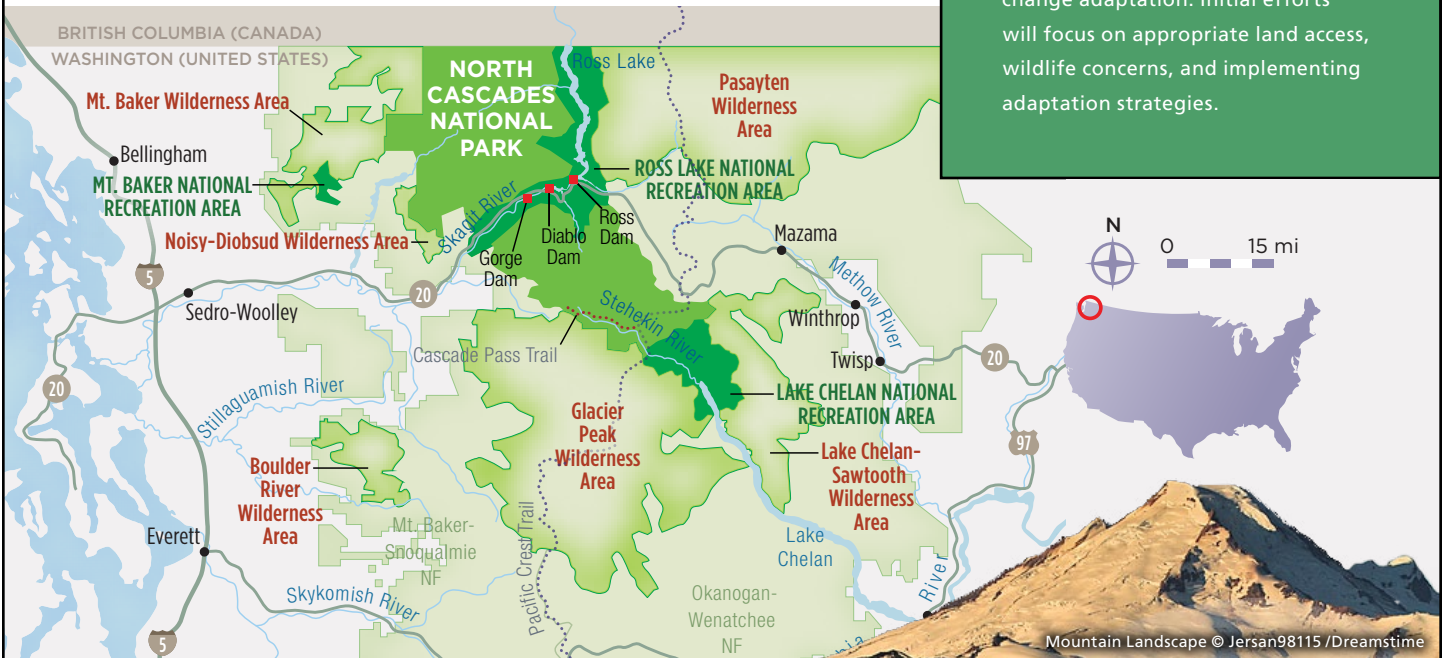 change adaptation. Initial efforts
will focus on appropriate land access,
wildlife concerns, and implementing
adaptation strategies.
BRITISH COLUMBIA (CANADA)
WASHINGTON (UNITED STATES)
Ross Lake
NORTH
CASCADES
NATIONAL
PARK
Pasayten
Wilderness
Area
Mt. Baker Wilderness Area
Bellingham
MT. BAKER NATIONAL
RECREATION AREA
ROSS LAKE NATIONAL
RECREATION AREA
Skagit River
Noisy-Diobsud Wilderness Area
Gorge
Dam
Diablo
Dam
Ross
Dam
Mazama
Methow River
N
0 15 mi
5
20
Sedro-Woolley
Stehekin River
Winthrop
Cascade Pass Trail
Twisp
20
20
Stillaguamish River
LAKE CHELAN NATIONAL
RECREATION AREA
Glacier
Peak
Wilderness
Area
97
Boulder
River
Wilderness
Area
Lake Chelan-
Sawtooth
Wilderness
Area
Everett
Mt. Baker-
Snoqualmie
NF
Pacific Crest Trail
Lake
Chelan
Skykomish River
Okanogan-
Wenatchee
NF
River
5
Mountain Landscape © Jersan98115 /Dreamstime